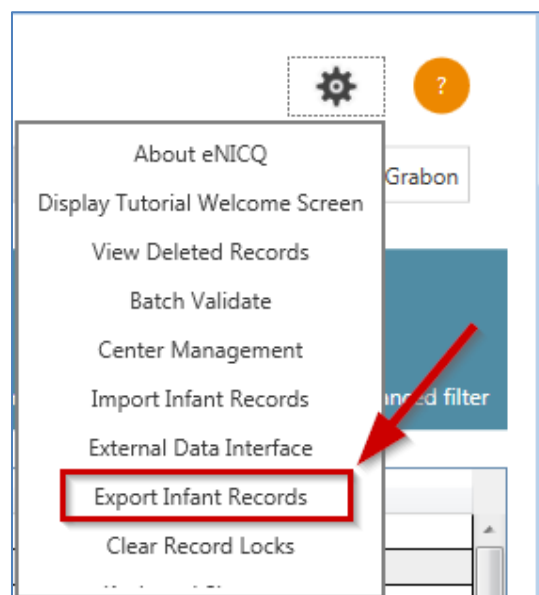 ?
About eNICQ
Grabon
Display Tutorial Welcome Screen
View Deleted Records
Batch Validate
Center Management
Import Infant Records
filter
External Data Interface
Export Infant Records
Clear Record Locks